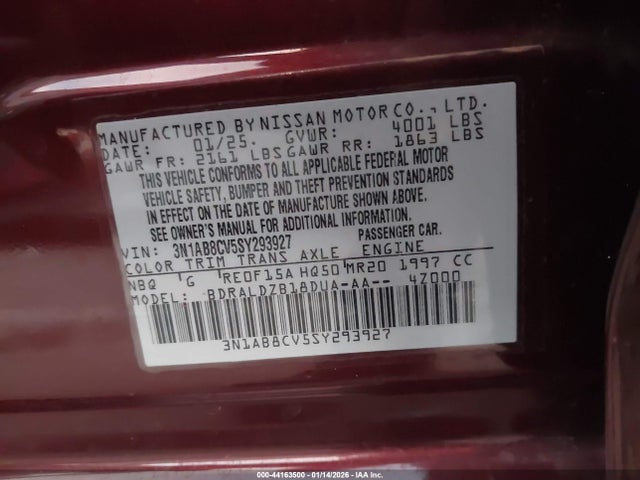 MANUFACTURED BY NISSAN MOTOR CO., LTD.
DATE: 01/25. GVWR: 4001 LBS
GAWR FR: 2161 LBS GAWR RR: 1863 LBS
THIS VEHICLE CONFORMS TO ALL APPLICABLE FEDERAL MOTOR
VEHICLE SAFETY, BUMPER AND THEFT PREVENTION STANDARDS
IN EFFECT ON THE DATE OF MANUFACTURE SHOWN ABOVE.
SEE OWNER'S MANUAL FOR ADDITIONAL INFORMATION.
VIN: 3N1AB8CV5SY293927 PASSENGER CAR.
COLOR TRIM TRANS AXLE ENGINE
NBQ G RE0F15A HQ50 MR20 1997 CC
MODEL: BDRALDZB18DUA-AA-- 4Z000
3N1AB8CV5SY293927
000-44163500 - 01/14/2026 - IAA Inc.